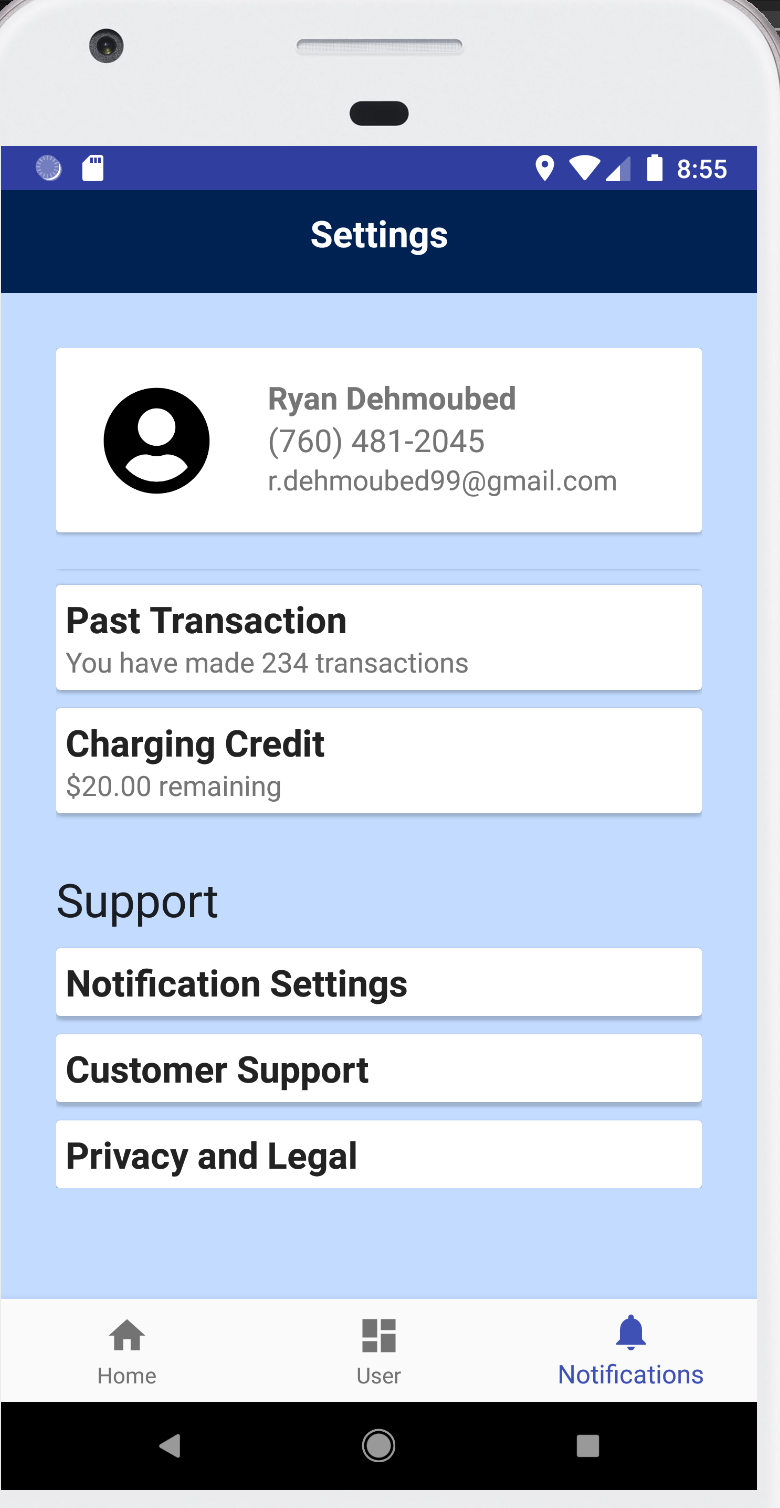 8:55
Settings
Ryan Dehmoubed
(760) 481-2045
r.dehmoubed99@gmail.com
Past Transaction
You have made 234 transactions
Charging Credit
$20.00 remaining
Support
Notification Settings
Customer Support
Privacy and Legal
Home
User
Notifications